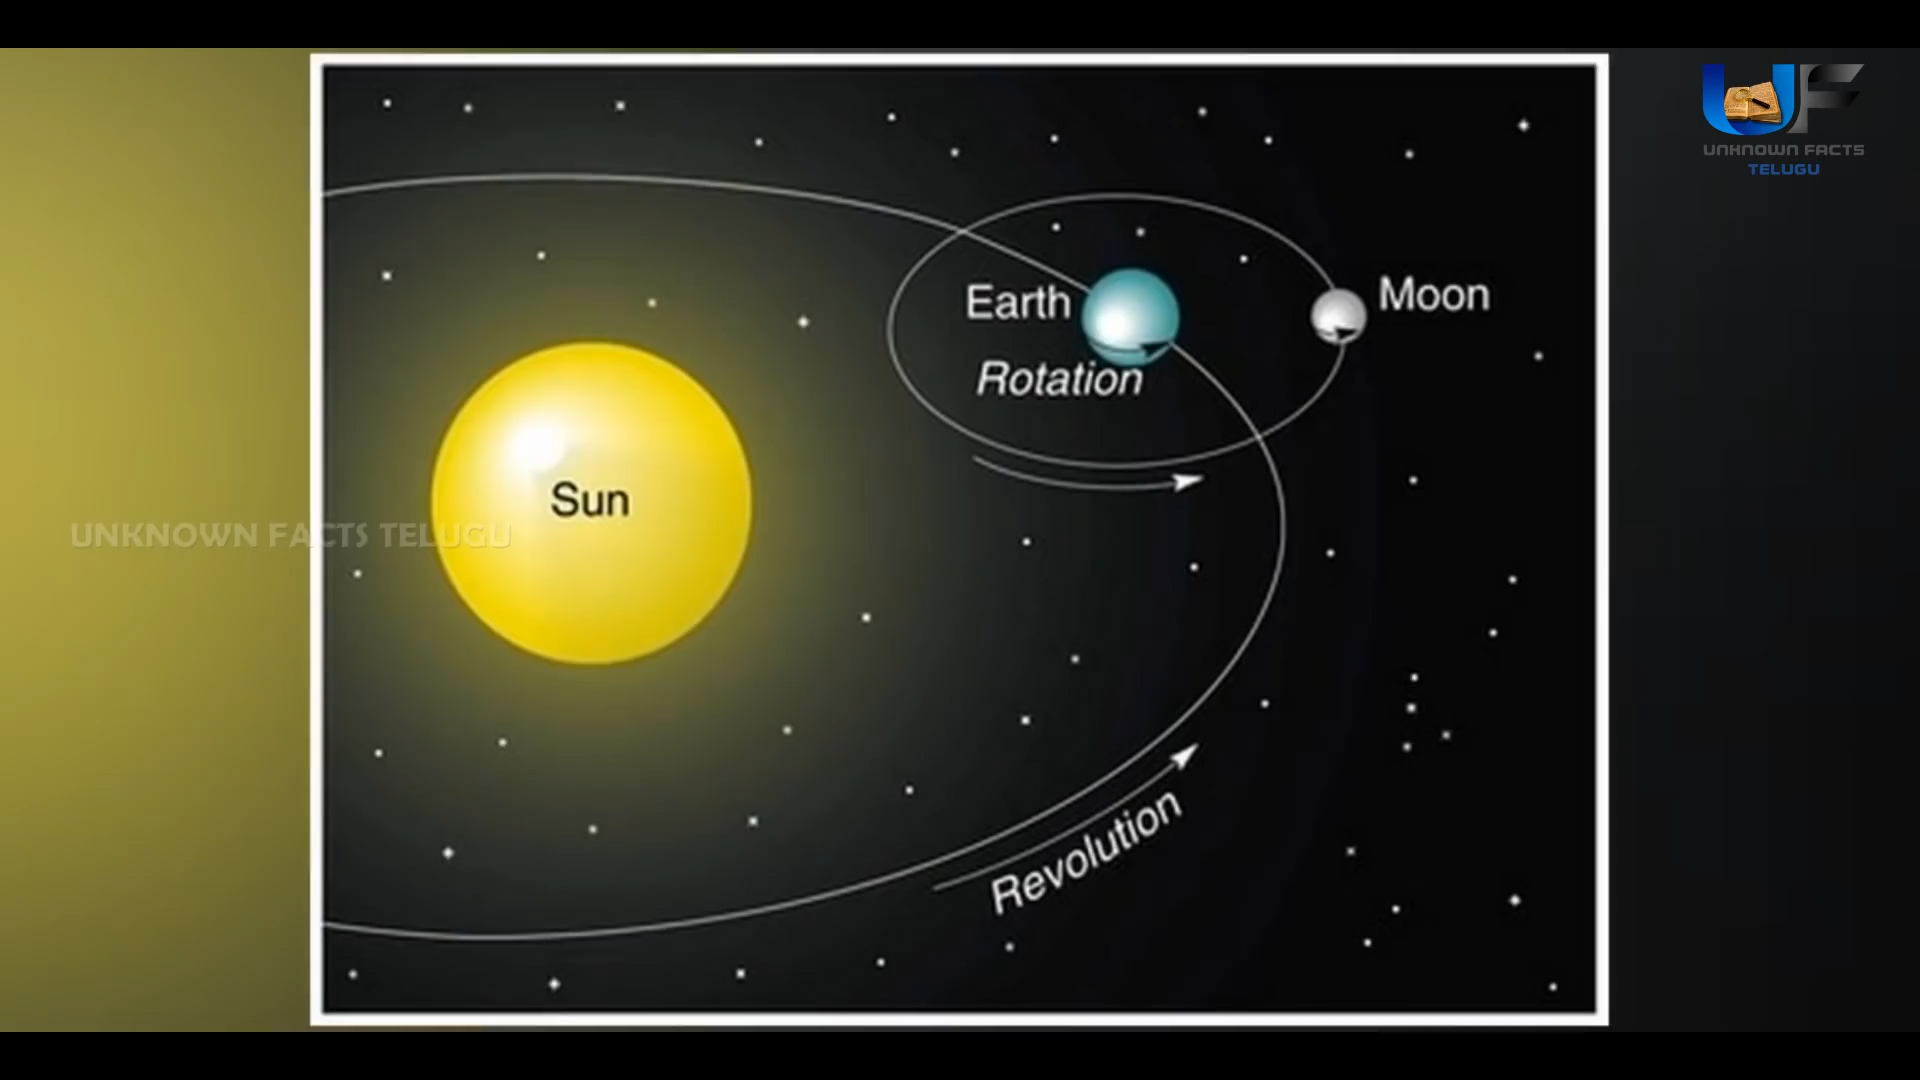 UNKNOWN FACTS
TELUGU
Earth
Moon
Rotation
Sun
UNKNOWN FACTS TELUGU
Revolution